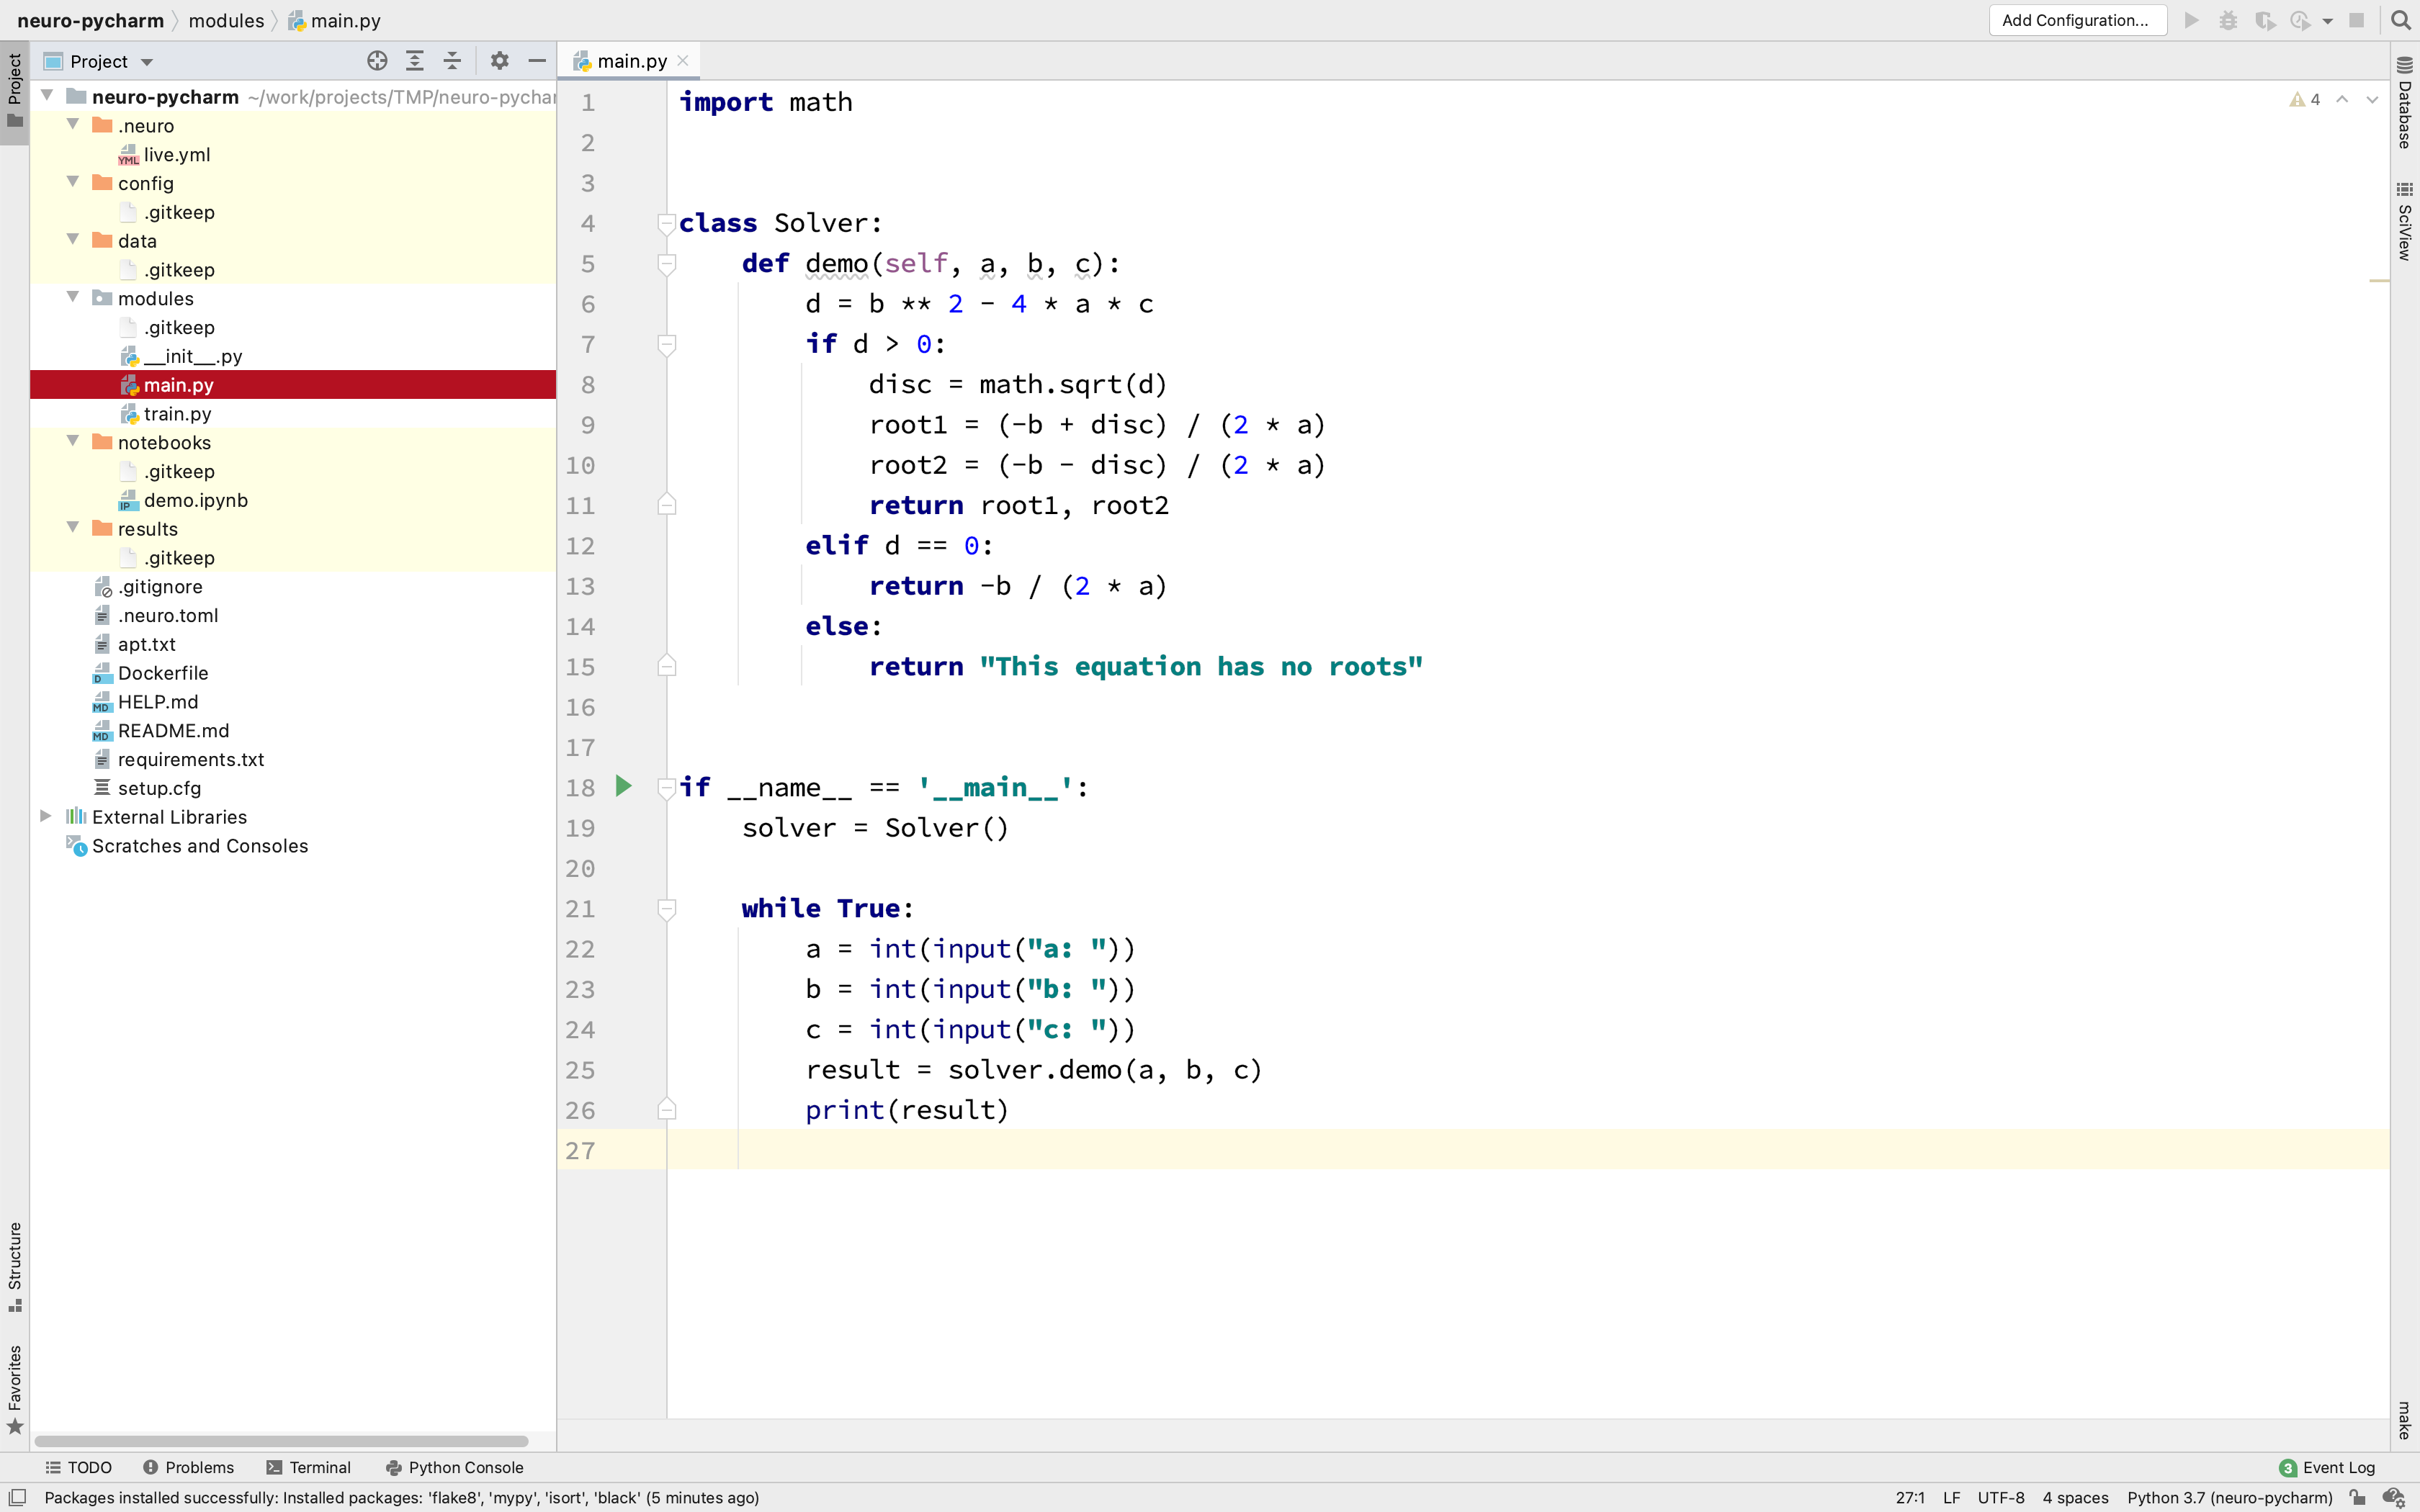 neuro-pycharm modules main.py
Add Configuration...
Project
Project
neuro-pycharm ~/work/projects/TMP/neuro-pychar
.neuro
live.yml
config
.gitkeep
data
.gitkeep
modules
.gitkeep
__init__.py
main.py
train.py
notebooks
.gitkeep
demo.ipynb
results
.gitkeep
.gitignore
.neuro.toml
apt.txt
Dockerfile
HELP.md
README.md
requirements.txt
setup.cfg
External Libraries
Scratches and Consoles
Structure
Favorites
main.py
4
1 import math
2
3
4 class Solver:
5     def demo(self, a, b, c):
6         d = b ** 2 - 4 * a * c
7         if d > 0:
8             disc = math.sqrt(d)
9             root1 = (-b + disc) / (2 * a)
10             root2 = (-b - disc) / (2 * a)
11             return root1, root2
12         elif d == 0:
13             return -b / (2 * a)
14         else:
15             return "This equation has no roots"
16
17
18 if __name__ == '__main__':
19     solver = Solver()
20
21     while True:
22         a = int(input("a: "))
23         b = int(input("b: "))
24         c = int(input("c: "))
25         result = solver.demo(a, b, c)
26         print(result)
27
Database
SciView
make
TODO Problems Terminal Python Console
3 Event Log
Packages installed successfully: Installed packages: 'flake8', 'mypy', 'isort', 'black' (5 minutes ago)
27:1 LF UTF-8 4 spaces Python 3.7 (neuro-pycharm)